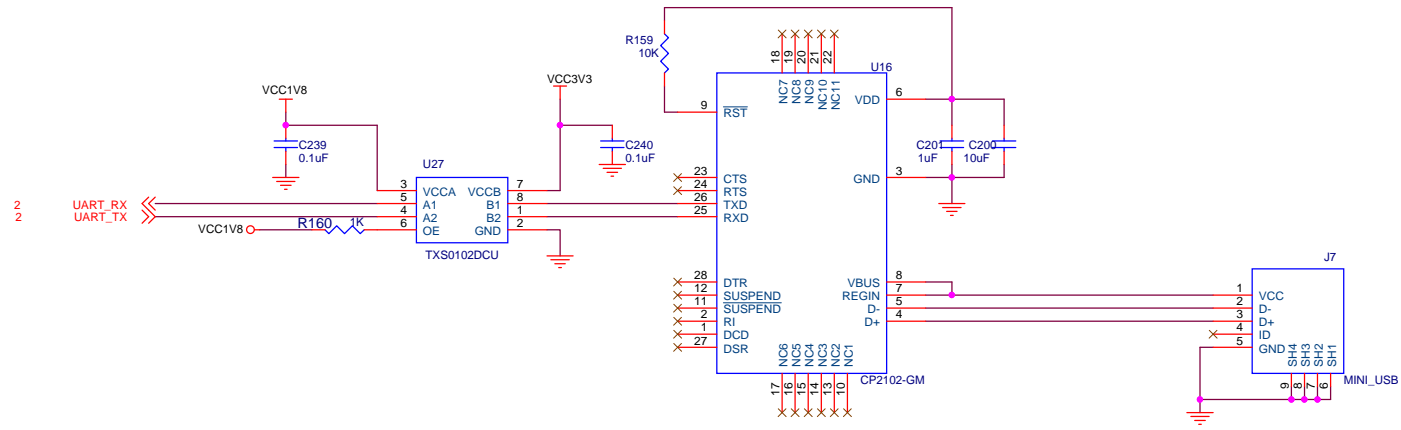 R159
10K
18
19
20
21
22
NC7
NC8
NC9
NC10
NC11
U16
9
RST
VDD
6
VCC1V8
VCC3V3
C239
0.1uF
C240
0.1uF
C201
1uF
C200
10uF
U27
3
VCCA
VCCB
7
5
A1
B1
8
4
A2
B2
1
6
OE
GND
2
TXS0102DCU
2
UART_RX
2
UART_TX
VCC1V8
R160
1K
23
CTS
24
RTS
26
TXD
25
RXD
GND
3
28
DTR
12
SUSPEND
11
SUSPEND
2
RI
1
DCD
27
DSR
VBUS
8
REGIN
7
D-
5
D+
4
NC6
NC5
NC4
NC3
NC2
NC1
17
16
15
14
13
10
CP2102-GM
J7
1
VCC
2
D-
3
D+
4
ID
5
GND
SH4
SH3
SH2
SH1
9
8
7
6
MINI_USB